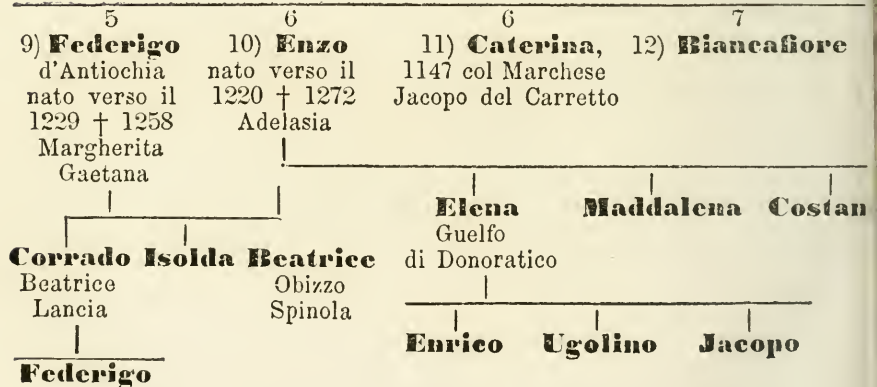 5 6 6 7
9) Federigo 10) Enzo 11) Caterina, 12) Biancafiore
d'Antiochia nato verso il 1147 col Marchese
nato verso il 1220 † 1272 Jacopo del Carretto
1229 † 1258 Adelasia
Margherita
Gaetana
Elena Maddalena Costan
Guelfo
di Donoratico
Corrado Isolda Beatrice
Beatrice Obizzo
Lancia Spinola
Enrico Ugolino Jacopo
Federigo